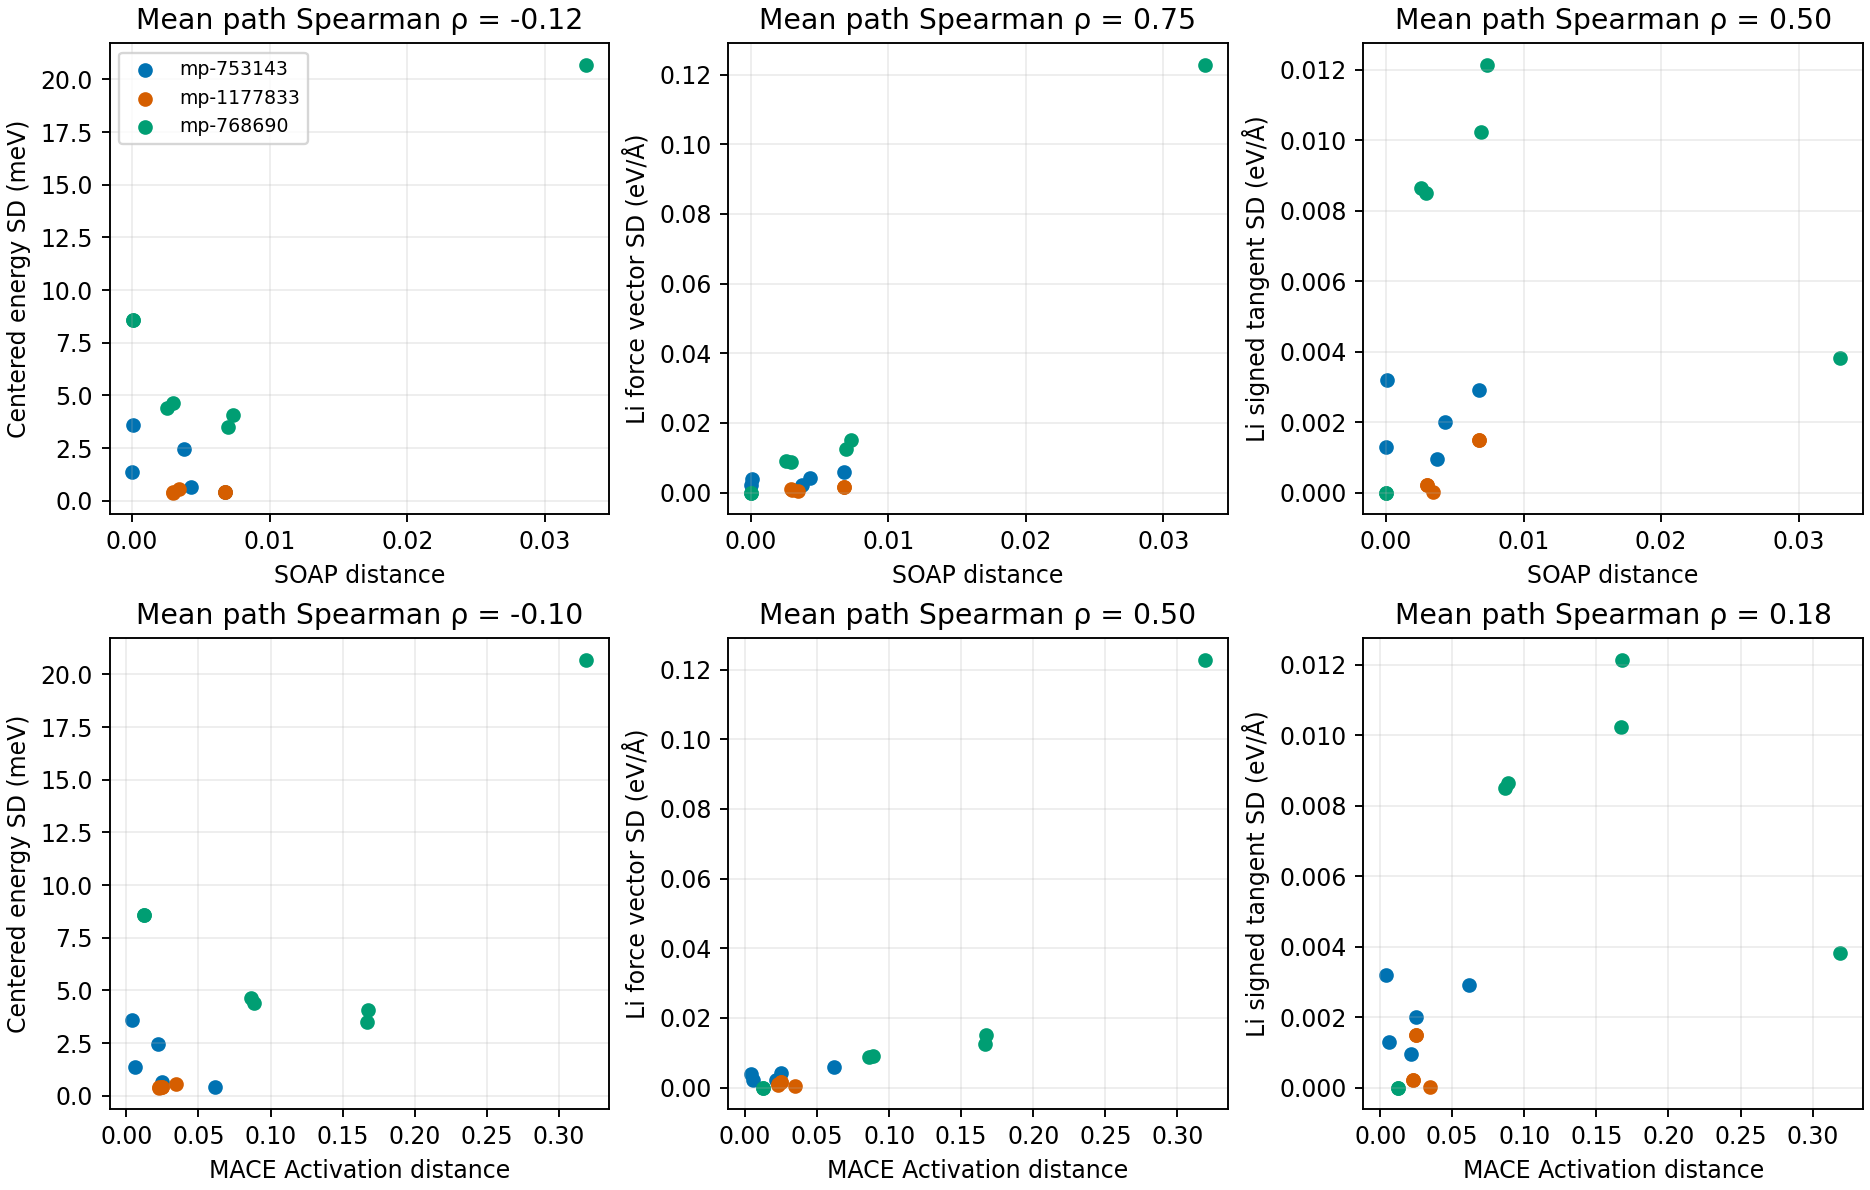 Mean path Spearman ρ = -0.12
Centered energy SD (meV)
20.0
17.5
15.0
12.5
10.0
7.5
5.0
2.5
0.0
mp-753143
mp-1177833
mp-768690
0.00 0.01 0.02 0.03
SOAP distance
Mean path Spearman ρ = 0.75
Li force vector SD (eV/Å)
0.12
0.10
0.08
0.06
0.04
0.02
0.00
0.00 0.01 0.02 0.03
SOAP distance
Mean path Spearman ρ = 0.50
Li signed tangent SD (eV/Å)
0.012
0.010
0.008
0.006
0.004
0.002
0.000
0.00 0.01 0.02 0.03
SOAP distance
Mean path Spearman ρ = -0.10
Centered energy SD (meV)
20.0
17.5
15.0
12.5
10.0
7.5
5.0
2.5
0.0
0.00 0.05 0.10 0.15 0.20 0.25 0.30
MACE Activation distance
Mean path Spearman ρ = 0.50
Li force vector SD (eV/Å)
0.12
0.10
0.08
0.06
0.04
0.02
0.00
0.00 0.05 0.10 0.15 0.20 0.25 0.30
MACE Activation distance
Mean path Spearman ρ = 0.18
Li signed tangent SD (eV/Å)
0.012
0.010
0.008
0.006
0.004
0.002
0.000
0.00 0.05 0.10 0.15 0.20 0.25 0.30
MACE Activation distance